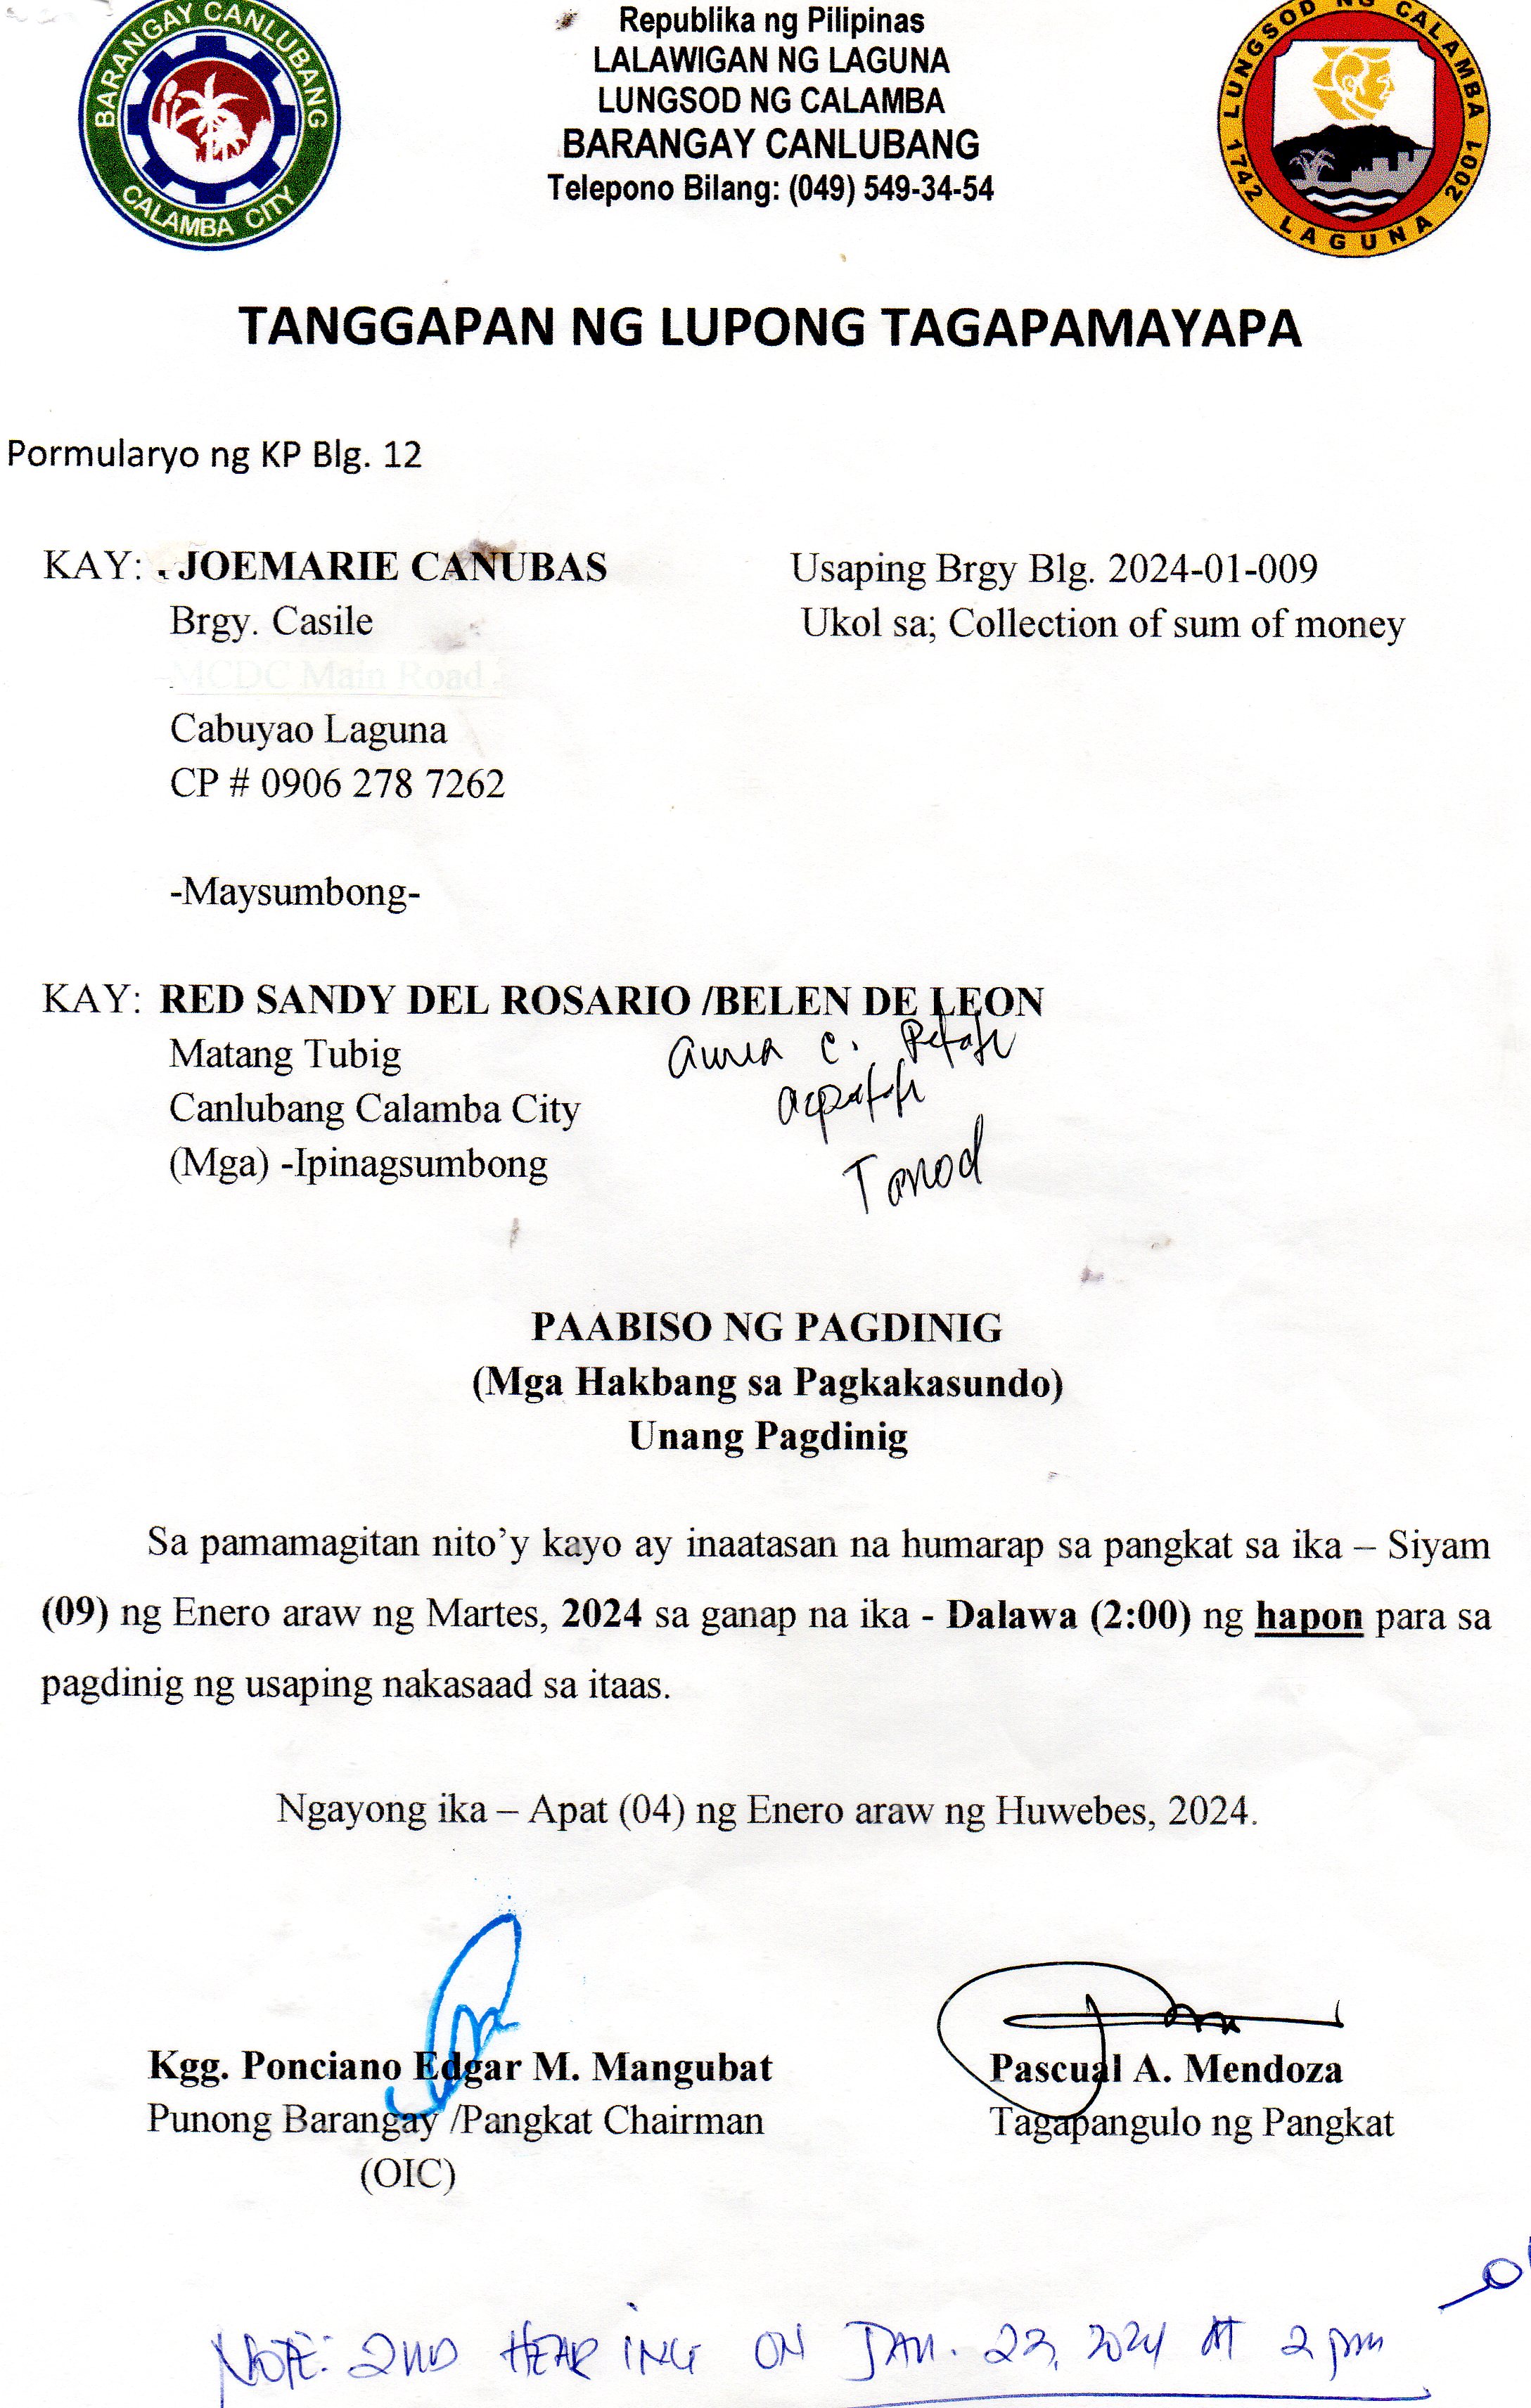 BARANGAY CANLUBANG
CALAMBA CITY
Republika ng Pilipinas
LALAWIGAN NG LAGUNA
LUNGSOD NG CALAMBA
BARANGAY CANLUBANG
Telepono Bilang: (049) 549-34-54
LUNGSOD NG CALAMBA
1742 LAGUNA 2001
TANGGAPAN NG LUPONG TAGAPAMAYAPA
Pormularyo ng KP Blg. 12
KAY: . JOEMARIE CANUBAS Usaping Brgy Blg. 2024-01-009
Brgy. Casile Ukol sa; Collection of sum of money
MCDC Main Road
Cabuyao Laguna
CP # 0906 278 7262
-Maysumbong-
KAY: RED SANDY DEL ROSARIO /BELEN DE LEON
Matang Tubig
Canlubang Calamba City
(Mga) -Ipinagsumbong
C.
Tanod
PAABISO NG PAGDINIG
(Mga Hakbang sa Pagkakasundo)
Unang Pagdinig
Sa pamamagitan nito’y kayo ay inaatasan na humarap sa pangkat sa ika – Siyam
(09) ng Enero araw ng Martes, 2024 sa ganap na ika - Dalawa (2:00) ng hapon para sa
pagdinig ng usaping nakasaad sa itaas.
Ngayong ika – Apat (04) ng Enero araw ng Huwebes, 2024.
Kgg. Ponciano Edgar M. Mangubat Pascual A. Mendoza
Punong Barangay /Pangkat Chairman Tagapangulo ng Pangkat
(OIC)
NOTE: 2ND HEARING ON JAN. 23, 2024 AT 2 pm